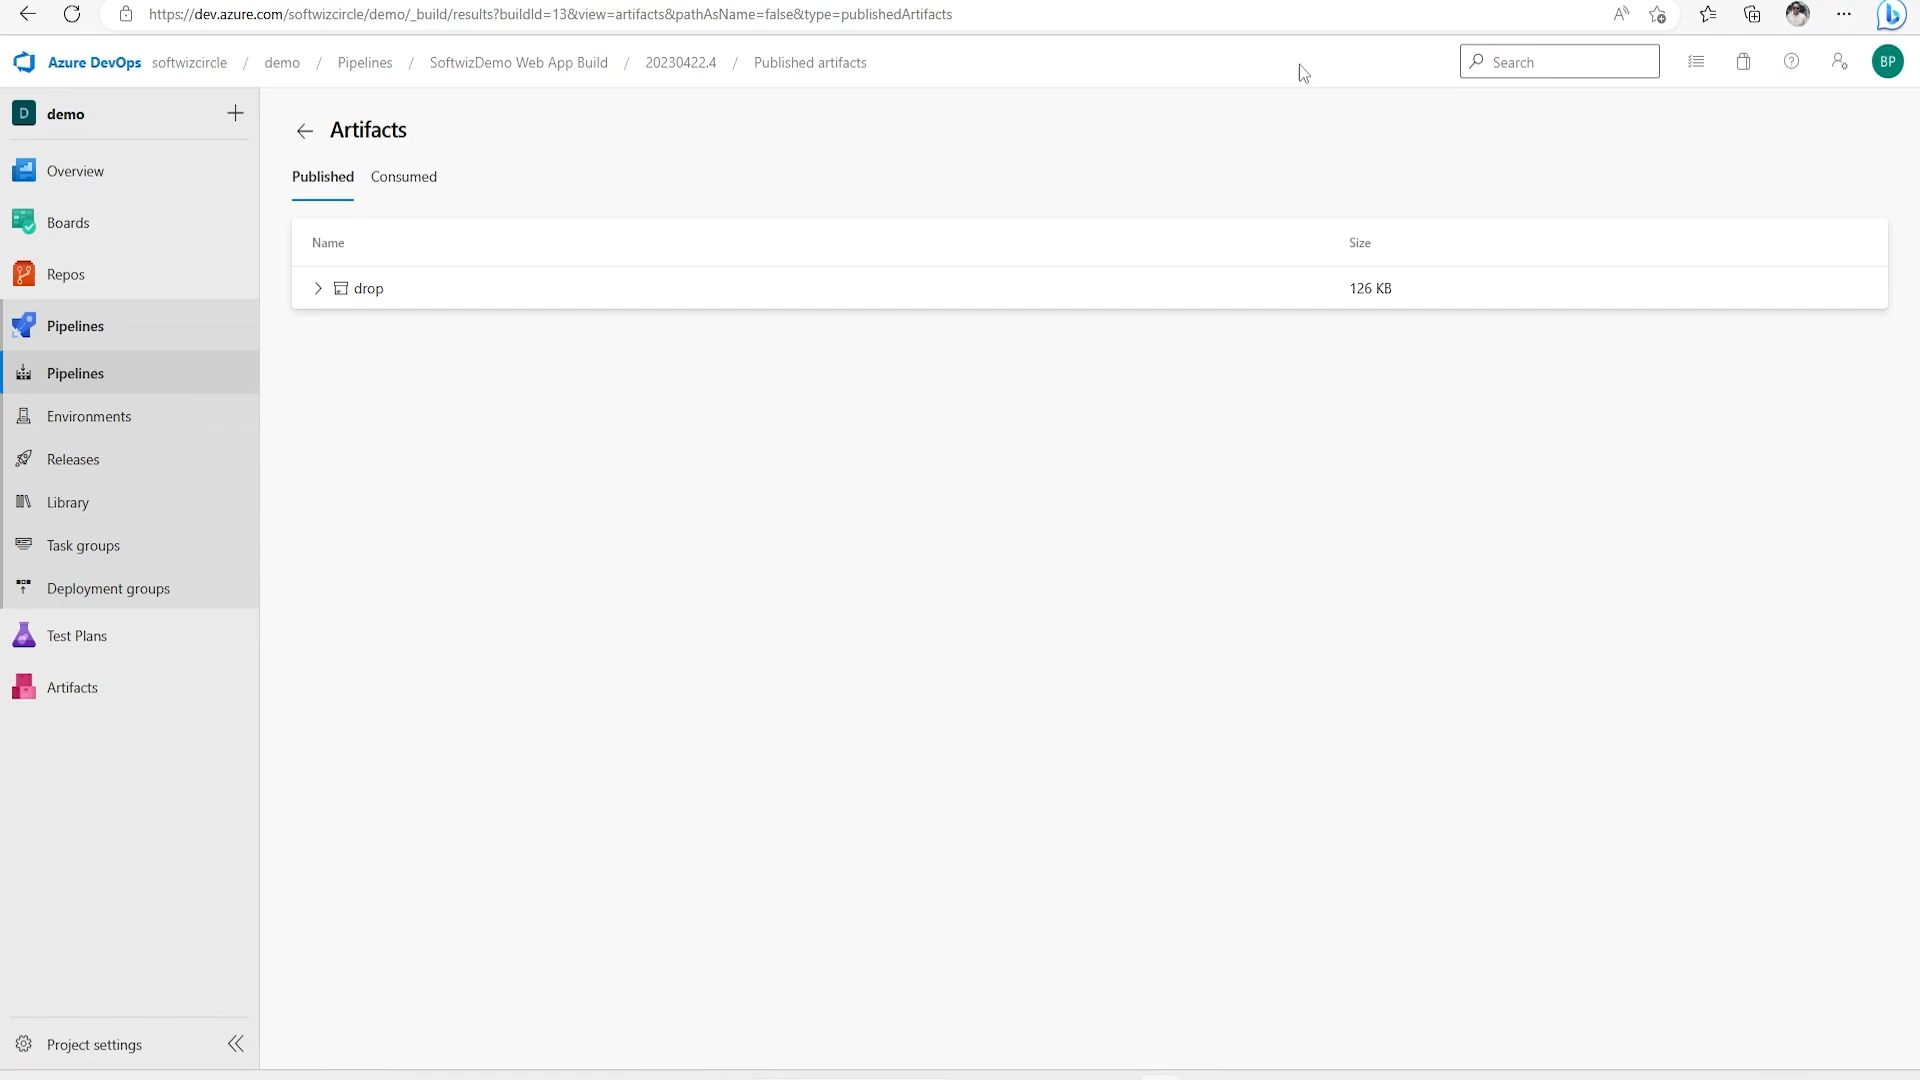 https://dev.azure.com/softwizcircle/demo/_build/results?buildId=13&view=artifacts&pathAsName=false&type=publishedArtifacts
Azure DevOps softwizcircle / demo / Pipelines / SoftwizDemo Web App Build / 20230422.4 / Published artifacts
Search
BP
D demo
Overview
Boards
Repos
Pipelines
Pipelines
Environments
Releases
Library
Task groups
Deployment groups
Test Plans
Artifacts
Project settings
Artifacts
Published Consumed
Name Size
drop 126 KB